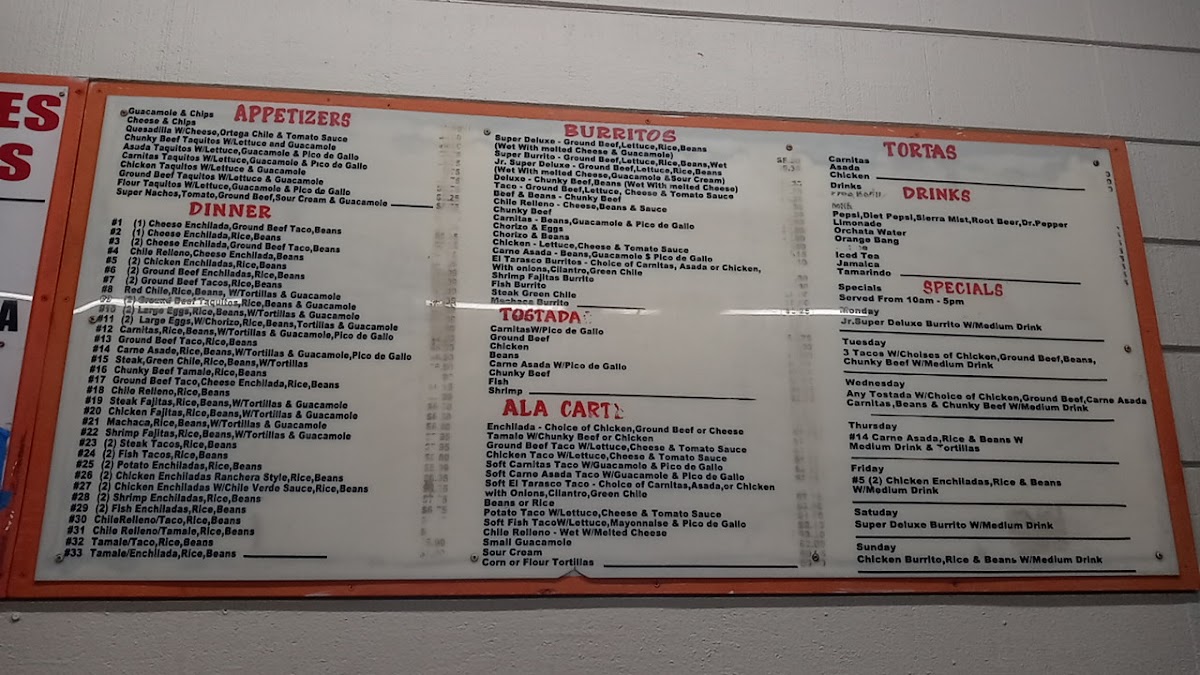 ES
S
A
APPETIZERS
Guacamole & Chips
Cheese & Chips
Quesadilla W/Cheese,Ortega Chile & Tomato Sauce
Chunky Beef Taquitos W/Lettuce and Guacamole
Asada Taquitos W/Lettuce,Guacamole & Pico de Gallo
Carnitas Taquitos W/Lettuce,Guacamole & Pico de Gallo
Chicken Taquitos W/Lettuce & Guacamole
Ground Beef Taquitos W/Lettuce & Guacamole
Flour Taquitos W/Lettuce,Guacamole & Pico de Gallo
Super Nachos,Tomato,Ground Beef,Sour Cream & Guacamole
DINNER
#1 (1) Cheese Enchilada,Ground Beef Taco,Beans
#2 (1) Cheese Enchilada,Rice,Beans
#3 (2) Cheese Enchilada,Ground Beef Taco,Beans
#4 Chile Relleno,Cheese Enchilada,Beans
#5 (2) Chicken Enchiladas,Rice,Beans
#6 (2) Ground Beef Enchiladas,Rice,Beans
#7 (2) Ground Beef Tacos,Rice,Beans
#8 Red Chile,Rice,Beans, W/Tortillas & Guacamole
#9 (2) Ground Beef Taquitos,Rice,Beans & Guacamole
#10 (2) Large Eggs,Rice,Beans,W/Tortillas & Guacamole
#11 (2) Large Eggs,W/Chorizo,Rice,Beans,Tortillas & Guacamole
#12 Carnitas,Rice,Beans,W/Tortillas & Guacamole,Pico de Gallo
#13 Ground Beef Taco,Rice,Beans
#14 Carne Asade,Rice,Beans,W/Tortillas & Guacamole,Pico de Gallo
#15 Steak,Green Chile,Rice,Beans,W/Tortillas
#16 Chunky Beef Tamale,Rice,Beans
#17 Ground Beef Taco,Cheese Enchilada,Rice,Beans
#18 Chile Relleno,Rice,Beans
#19 Steak Fajitas,Rice,Beans,W/Tortillas & Guacamole
#20 Chicken Fajitas,Rice,Beans,W/Tortillas & Guacamole
#21 Machaca,Rice,Beans,W/Tortillas & Guacamole
#22 Shrimp Fajitas,Rice,Beans,W/Tortillas & Guacamole
#23 (2) Steak Tacos,Rice,Beans
#24 (2) Fish Tacos,Rice,Beans
#25 (2) Potato Enchiladas,Rice,Beans
#26 (2) Chicken Enchiladas Ranchera Style,Rice,Beans
#27 (2) Chicken Enchiladas W/Chile Verde Sauce,Rice,Beans
#28 (2) Shrimp Enchiladas,Rice,Beans
#29 (2) Fish Enchiladas,Rice,Beans
#30 ChileRelleno/Taco,Rice,Beans
#31 Chile Relleno/Tamale,Rice,Beans
#32 Tamale/Taco,Rice,Beans
#33 Tamale/Enchilada,Rice,Beans
BURRITOS
Super Deluxe - Ground Beef,Lettuce,Rice,Beans
(Wet With melted Cheese & Guacamole)
Super Burrito - Ground Beef,Lettuce,Rice,Beans,Wet
Jr. Super Deluxe - Ground Beef,Lettuce,Rice,Beans
(Wet With melted Cheese,Guacamole &Sour Cream)
Deluxe - Chunky Beef,Beans (Wet With melted Cheese)
Taco - Ground Beef,Lettuce, Cheese & Tomato Sauce
Beef & Beans - Chunky Beef
Chile Relleno - Cheese,Beans & Sauce
Chunky Beef
Carnitas - Beans,Guacamole & Pico de Gallo
Chorizo & Eggs
Chorizo & Beans
Chicken - Lettuce,Cheese & Tomato Sauce
Carne Asada - Beans,Guacamole $ Pico de Gallo
El Tarasco Burritos - Choice of Carnitas, Asada or Chicken,
With onions,Cilantro,Green Chile
Shrimp Fajitas Burrito
Fish Burrito
Steak Green Chile
Machaca Burrito
TOSTADAS
CarnitasW/Pico de Gallo
Ground Beef
Chicken
Beans
Carne Asada W/Pico de Gallo
Chunky Beef
Fish
Shrimp
ALA CARTE
Enchilada - Choice of Chicken,Ground Beef or Cheese
Tamale W/Chunky Beef or Chicken
Ground Beef Taco W/Lettuce,Cheese & Tomato Sauce
Chicken Taco W/Lettuce,Cheese & Tomato Sauce
Soft Carnitas Taco W/Guacamole & Pico de Gallo
Soft Carne Asada Taco W/Guacamole & Pico de Gallo
Soft El Tarasco Taco - Choice of Carnitas,Asada,or Chicken
with Onions,Cilantro,Green Chile
Beans or Rice
Potato Taco W/Lettuce,Cheese & Tomato Sauce
Soft Fish TacoW/Lettuce,Mayonnaise & Pico de Gallo
Chile Relleno - Wet W/Melted Cheese
Small Guacamole
Sour Cream
Corn or Flour Tortillas
TORTAS
Carnitas
Asada
Chicken
Drinks
DRINKS
Milk
Pepsi,Diet Pepsi,Sierra Mist,Root Beer,Dr.Pepper
Limonade
Orchata Water
Orange Bang
Iced Tea
Jamaica
Tamarindo
Specials
SPECIALS
Served From 10am - 5pm
Monday
Jr.Super Deluxe Burrito W/Medium Drink
Tuesday
3 Tacos W/Choises of Chicken,Ground Beef,Beans,
Chunky Beef W/Medium Drink
Wednesday
Any Tostada W/Choice of Chicken,Ground Beef,Carne Asada
Carnitas,Beans & Chunky Beef W/Medium Drink
Thursday
#14 Carne Asada,Rice & Beans W
Medium Drink & Tortillas
Friday
#5 (2) Chicken Enchiladas,Rice & Beans
W/Medium Drink
Satuday
Super Deluxe Burrito W/Medium Drink
Sunday
Chicken Burrito,Rice & Beans W/Medium Drink